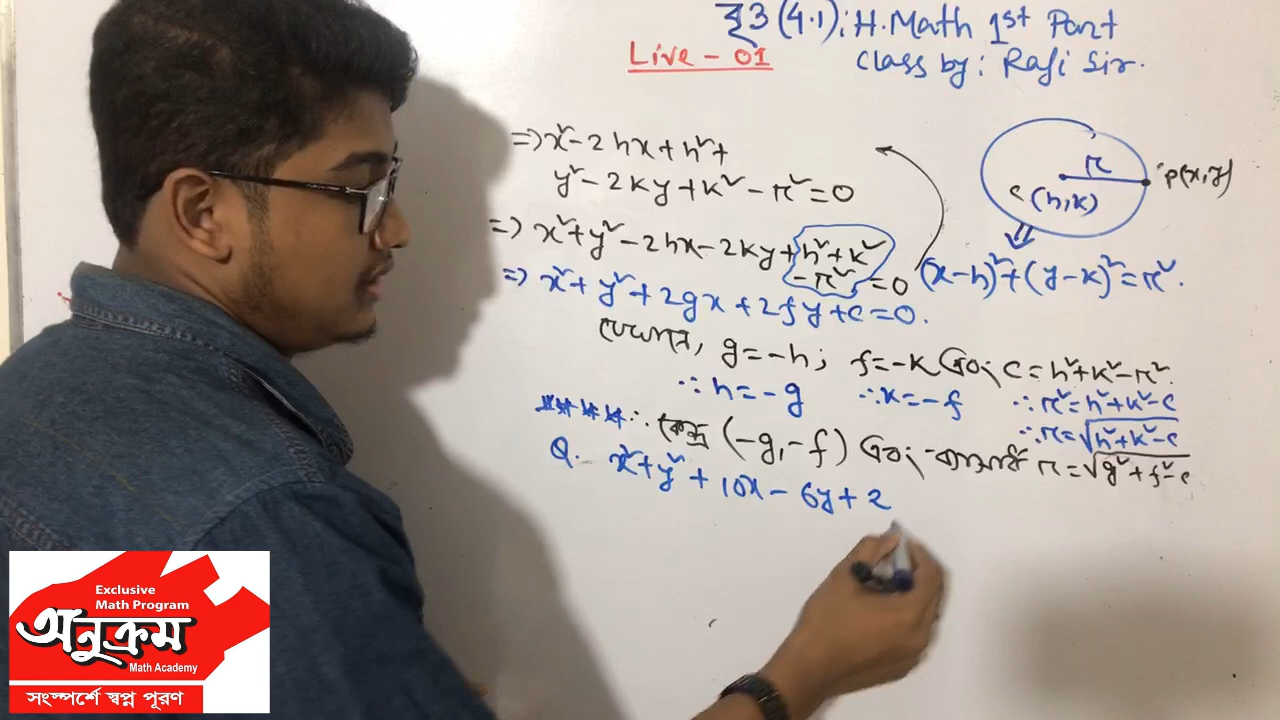 বৃত্ত (4.1): H.Math 1st Part
Live - 01
Class by: Rafi Sir.
⇒ x² - 2hx + h² +
y² - 2ky + k² - r² = 0
r
P(x,y)
c (h,k)
⇒ x² + y² - 2hx - 2ky + h² + k²
- r² = 0
(x-h)² + (y-k)² = r².
⇒ x² + y² + 2gx + 2fy + c = 0.
যেখানে, g = -h; f = -k এবং c = h² + k² - r².
∴ h = -g ∴ k = -f ∴ r² = h² + k² - c
∴ r = √h² + k² - c
∴ কেন্দ্র (-g, -f) এবং ব্যাসার্ধ r = √g² + f² - c
Q. x² + y² + 10x - 6y + 2
Exclusive
Math Program
অনুক্রম
Math Academy
সংস্পর্শে স্বপ্ন পূরণ